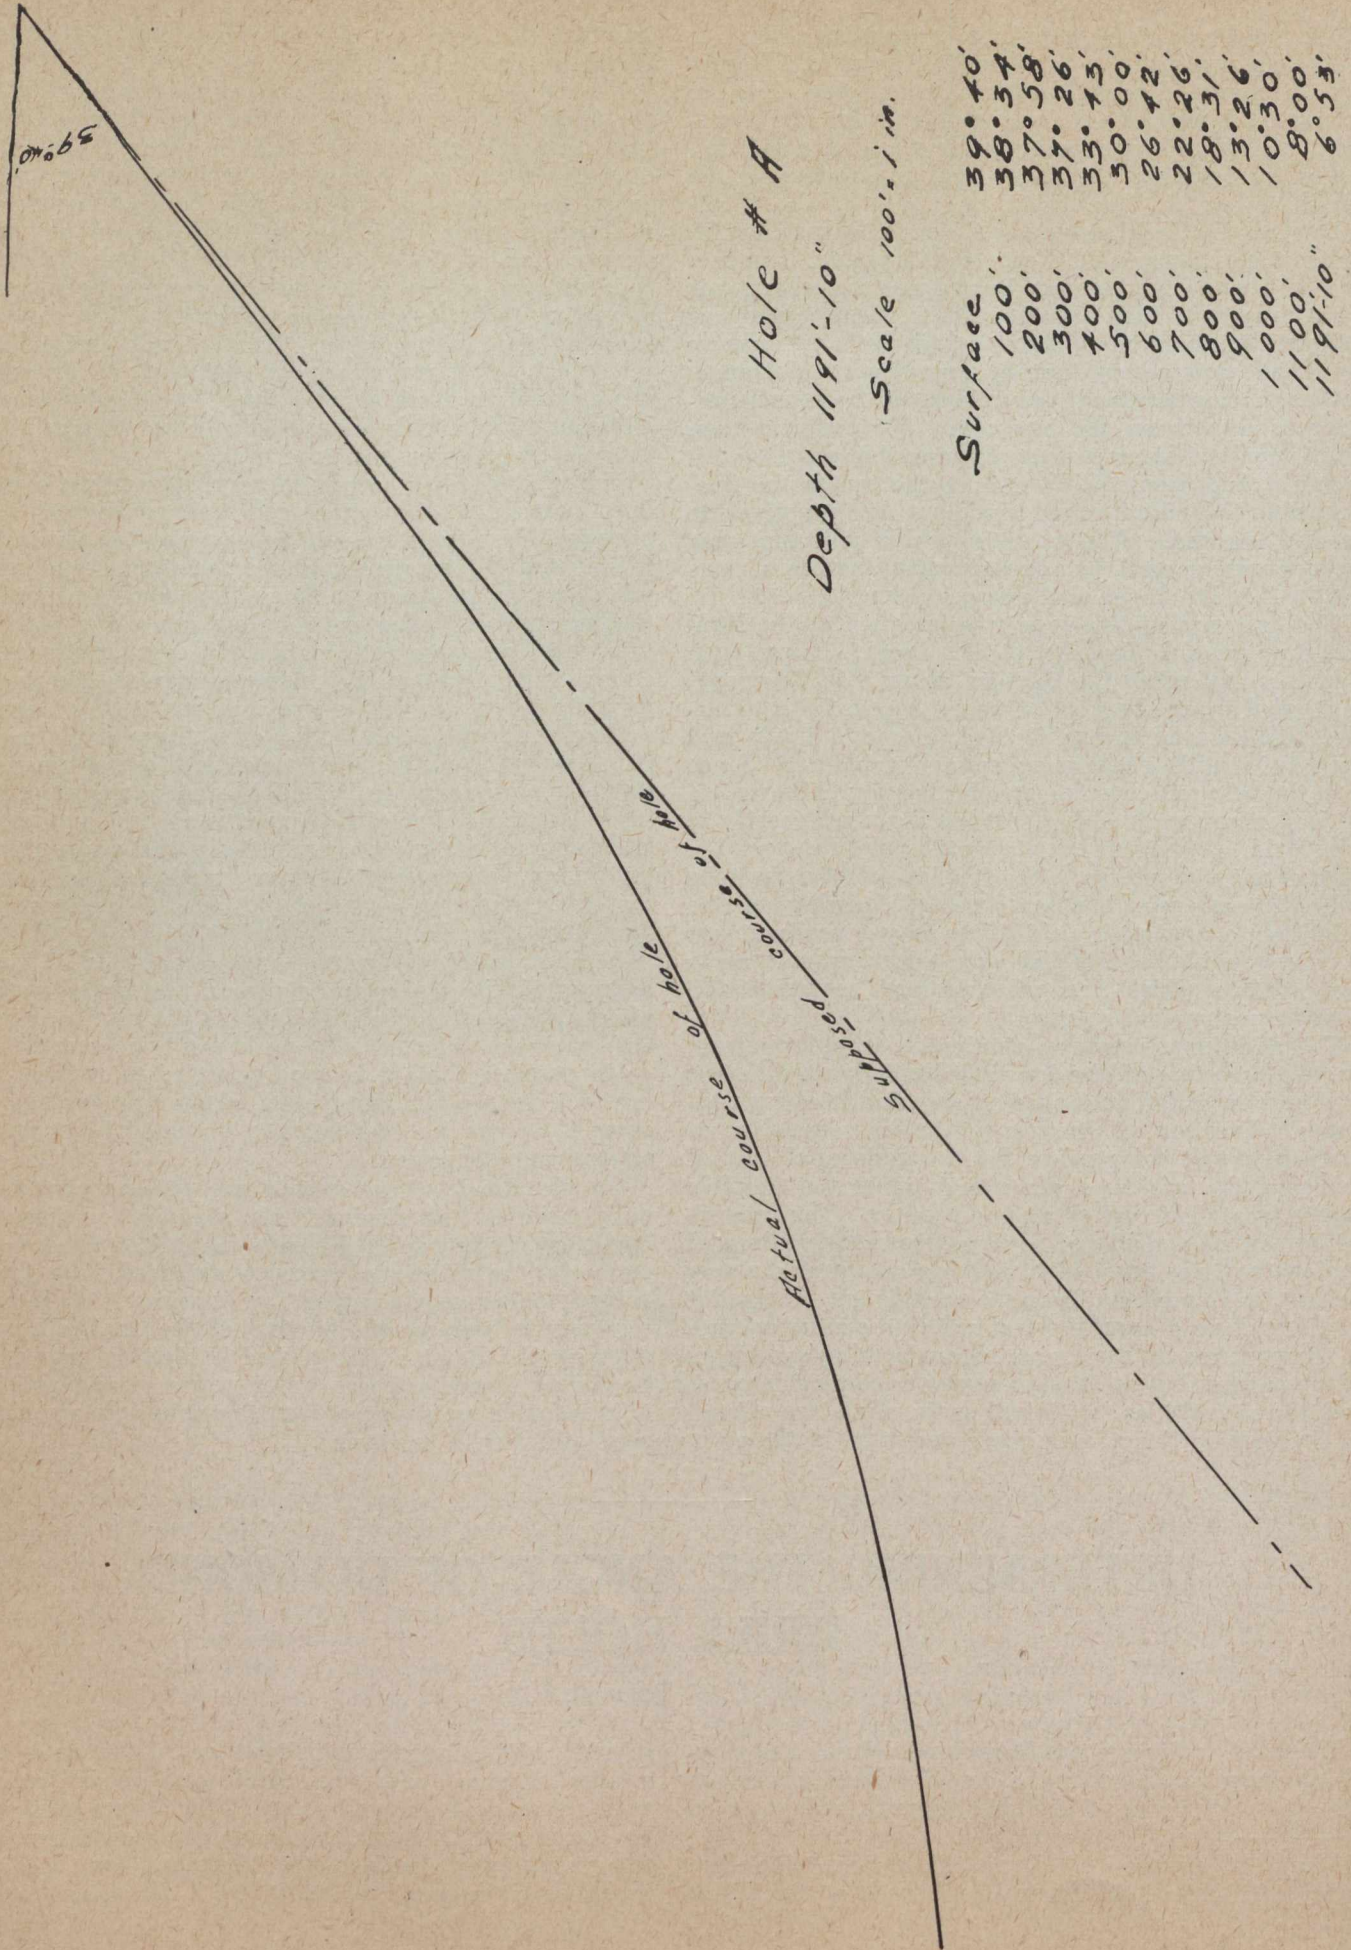 39°40'
Hole # A
Depth 1191'-10"
Scale 100'=1 in.
Surface 39°40'
100' 38°34'
200' 37°58'
300' 37°26'
400' 33°43'
500' 30°00'
600' 26°42'
700' 22°26'
800' 18°31'
900' 13°26'
1000' 10°30'
1100' 8°00'
1191'-10" 6°53'
Actual course of hole
Supposed course of hole